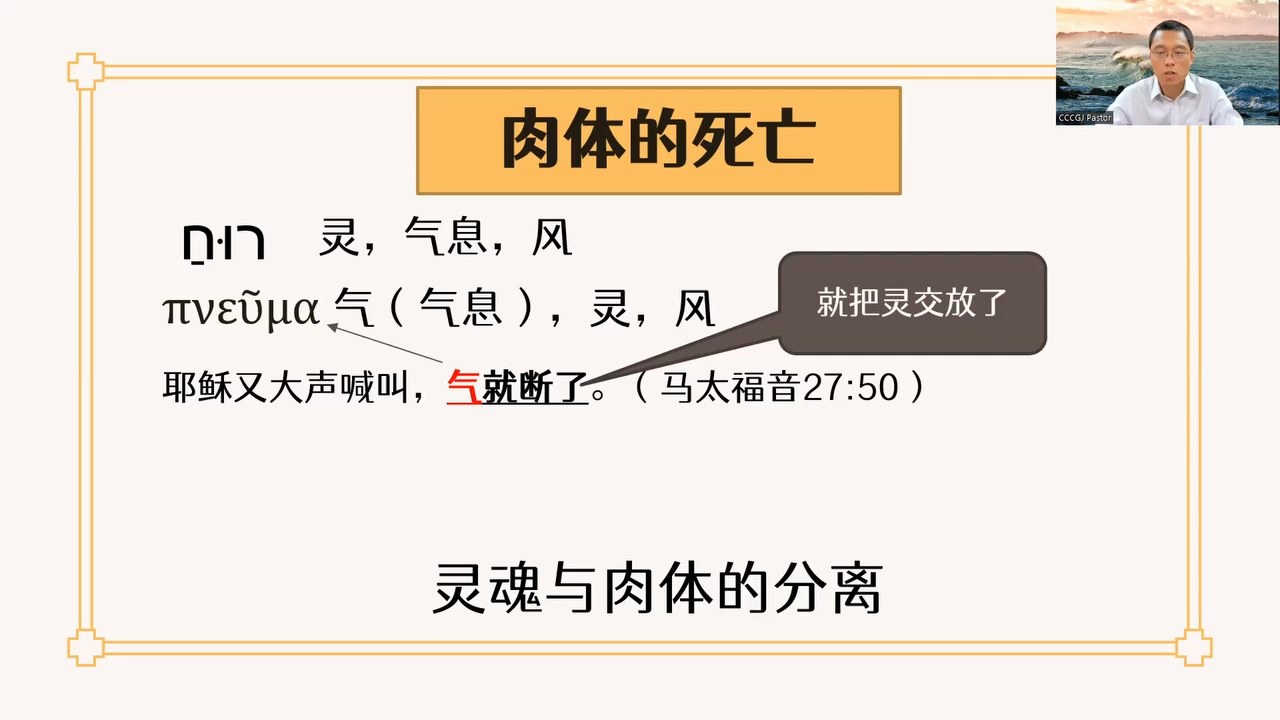 肉体的死亡
CCCGJ Pastor
רוּחַ 灵，气息，风
πνεῦμα 气（气息），灵，风
就把灵交放了
耶稣又大声喊叫，气就断了。（马太福音27:50）
灵魂与肉体的分离